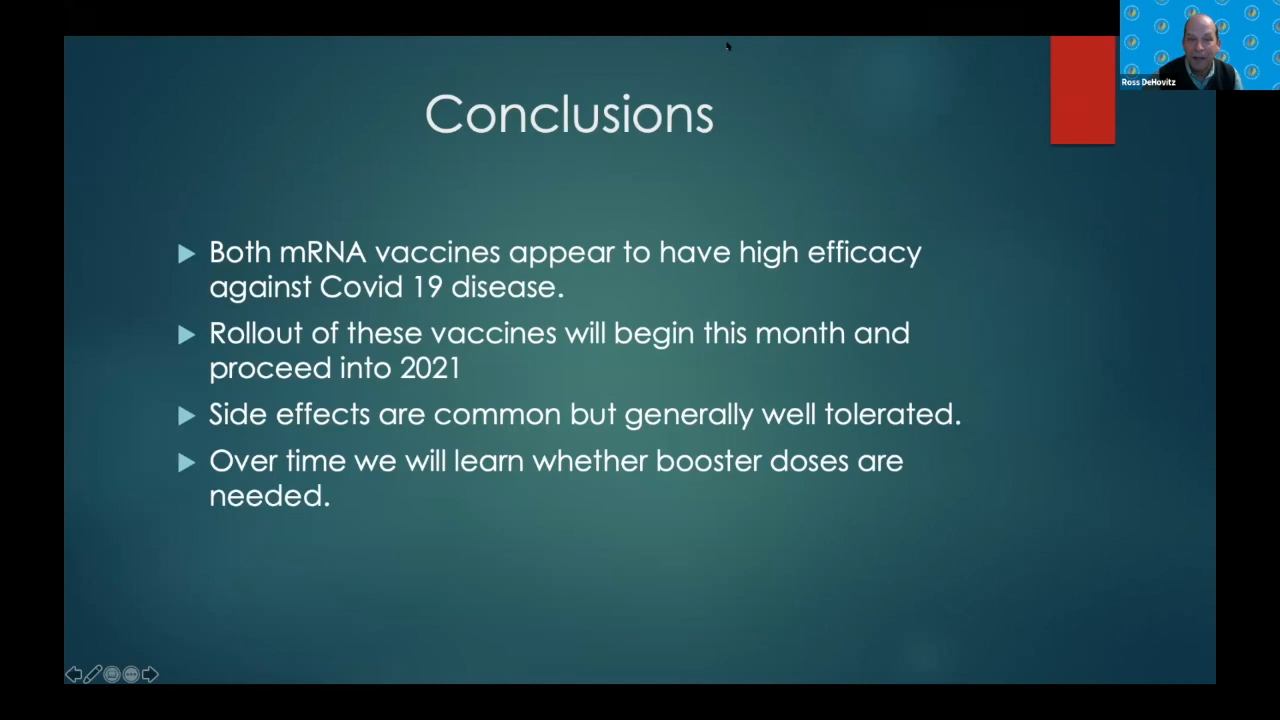 Ross DeHovitz
Conclusions
Both mRNA vaccines appear to have high efficacy
against Covid 19 disease.
Rollout of these vaccines will begin this month and
proceed into 2021
Side effects are common but generally well tolerated.
Over time we will learn whether booster doses are
needed.